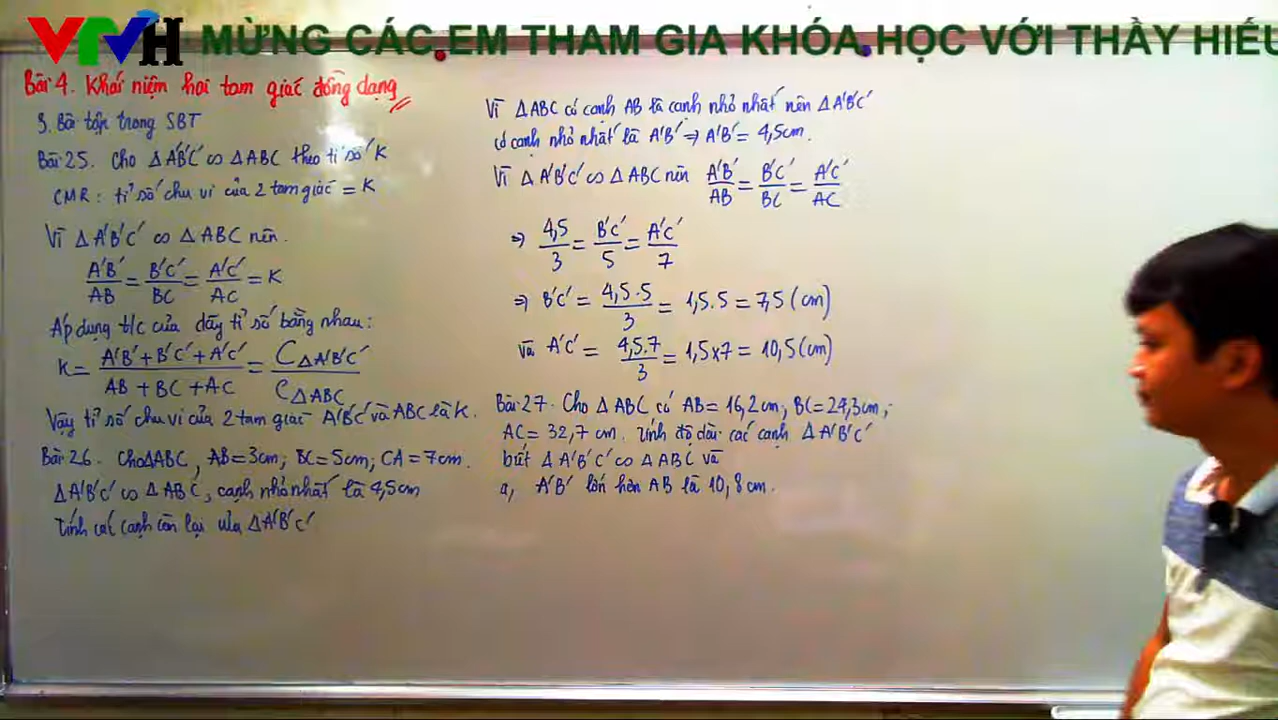 VTVH
MỪNG CÁC EM THAM GIA KHÓA HỌC VỚI THẦY HIẾU
Bài 4. Khái niệm hai tam giác đồng dạng
3. Bài tập trong SBT
Bài 25. Cho ΔA'B'C' ∽ ΔABC theo tỉ số K
CMR: tỉ số chu vi của 2 tam giác = K
Vì ΔA'B'C' ∽ ΔABC nên.
A'B'/AB = B'C'/BC = A'C'/AC = K
Áp dụng t/c của dãy tỉ số bằng nhau:
K = (A'B' + B'C' + A'C')/(AB + BC + AC) = CΔA'B'C'/CΔABC
Vậy tỉ số chu vi của 2 tam giác A'B'C' và ABC là K.
Bài 26. Cho ΔABC, AB=3cm; BC=5cm; CA=7cm.
ΔA'B'C' ∽ ΔABC, cạnh nhỏ nhất là 4,5cm
Tính các cạnh còn lại của ΔA'B'C'
Vì ΔABC có cạnh AB là cạnh nhỏ nhất nên ΔA'B'C'
có cạnh nhỏ nhất là A'B' ⇒ A'B' = 4,5cm.
Vì ΔA'B'C' ∽ ΔABC nên A'B'/AB = B'C'/BC = A'C'/AC
⇒ 4,5/3 = B'C'/5 = A'C'/7
⇒ B'C' = 4,5.5/3 = 1,5.5 = 7,5 (cm)
và A'C' = 4,5.7/3 = 1,5×7 = 10,5 (cm)
Bài 27. Cho ΔABC có AB = 16,2cm; BC = 24,3cm;
AC = 32,7 cm. Tính độ dài các cạnh ΔA'B'C'
biết ΔA'B'C' ∽ ΔABC và
a, A'B' lớn hơn AB là 10,8cm.